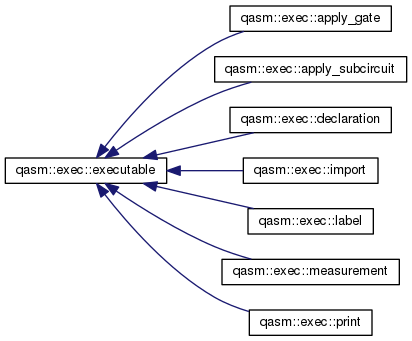 qasm::exec::apply_gate
qasm::exec::apply_subcircuit
qasm::exec::declaration
qasm::exec::executable
qasm::exec::import
qasm::exec::label
qasm::exec::measurement
qasm::exec::print